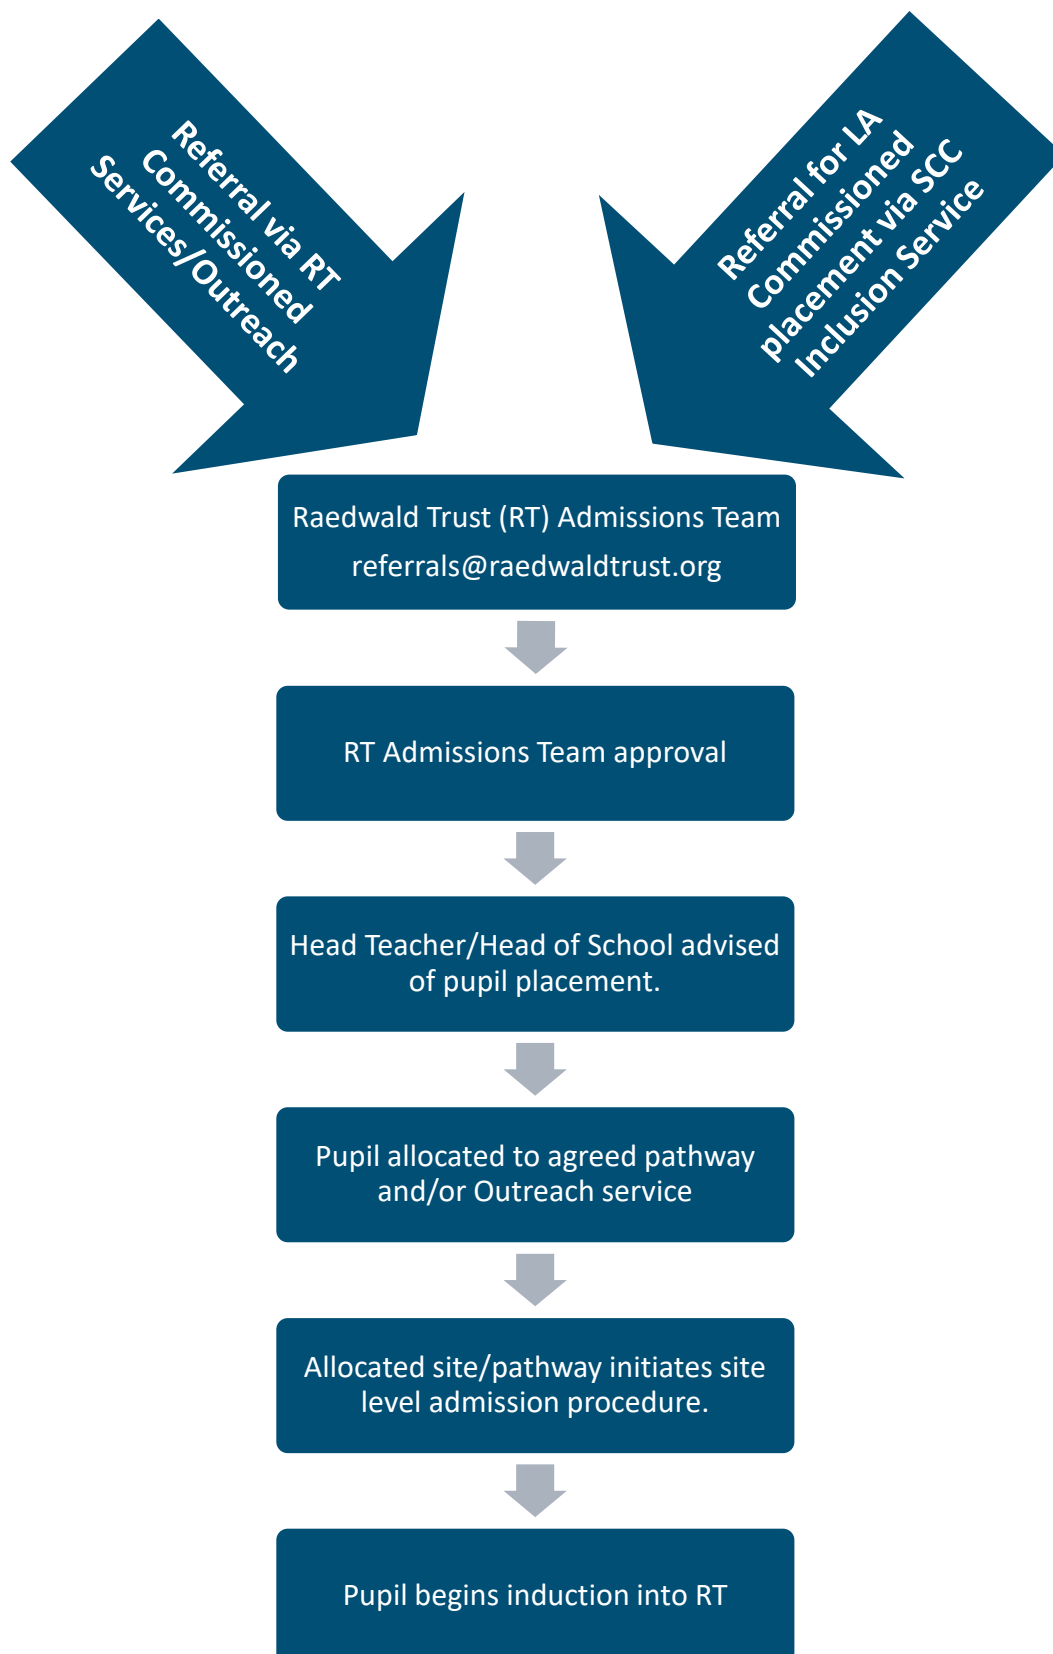 Referral via RT
Commissioned
Services/Outreach
Referral for LA
Commissioned
placement via SCC
Inclusion Service
Raedwald Trust (RT) Admissions Team
referrals@raedwaldtrust.org
RT Admissions Team approval
Head Teacher/Head of School advised
of pupil placement.
Pupil allocated to agreed pathway
and/or Outreach service
Allocated site/pathway initiates site
level admission procedure.
Pupil begins induction into RT